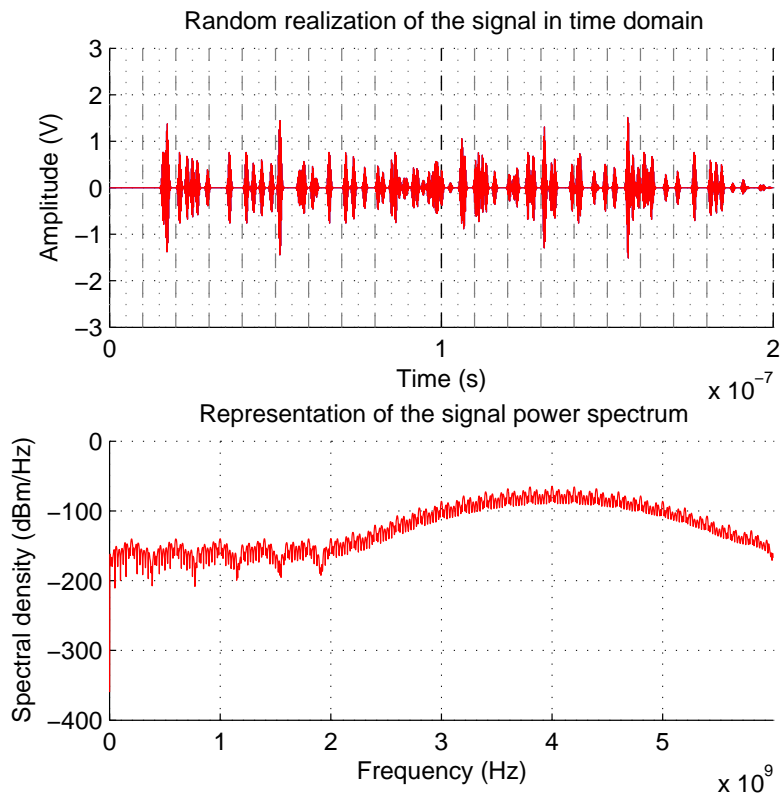 Random realization of the signal in time domain
3
2
1
0
−1
−2
−3
Amplitude (V)
0
1
2
Time (s)
x 10−7
Representation of the signal power spectrum
0
−100
−200
−300
−400
Spectral density (dBm/Hz)
0
1
2
3
4
5
Frequency (Hz)
x 109